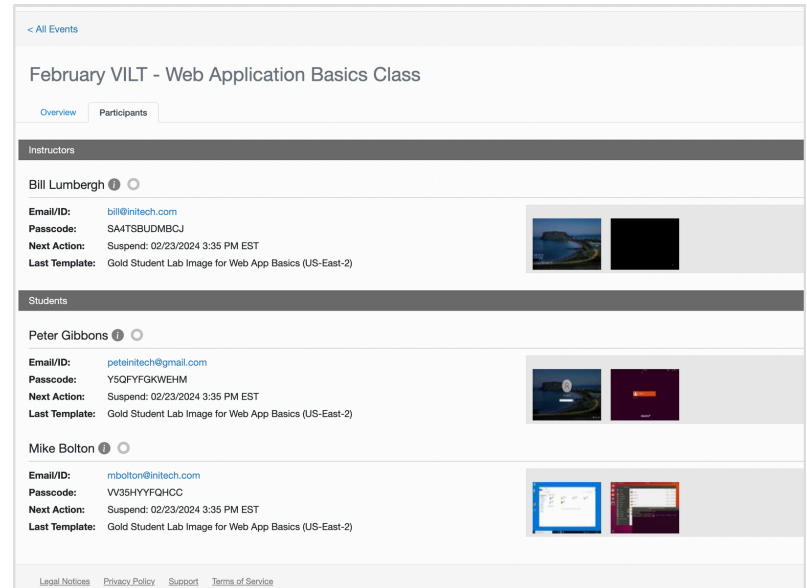 < All Events
February VILT - Web Application Basics Class
Overview Participants
Instructors
Bill Lumbergh
Email/ID: bill@initech.com
Passcode: SA4TSBUDMBCJ
Next Action: Suspend: 02/23/2024 3:35 PM EST
Last Template: Gold Student Lab Image for Web App Basics (US-East-2)
Students
Peter Gibbons
Email/ID: peteinitech@gmail.com
Passcode: Y5QFYFGKWEHM
Next Action: Suspend: 02/23/2024 3:35 PM EST
Last Template: Gold Student Lab Image for Web App Basics (US-East-2)
Mike Bolton
Email/ID: mbolton@initech.com
Passcode: VV35HYYFQHCC
Next Action: Suspend: 02/23/2024 3:35 PM EST
Last Template: Gold Student Lab Image for Web App Basics (US-East-2)
Legal Notices Privacy Policy Support Terms of Service